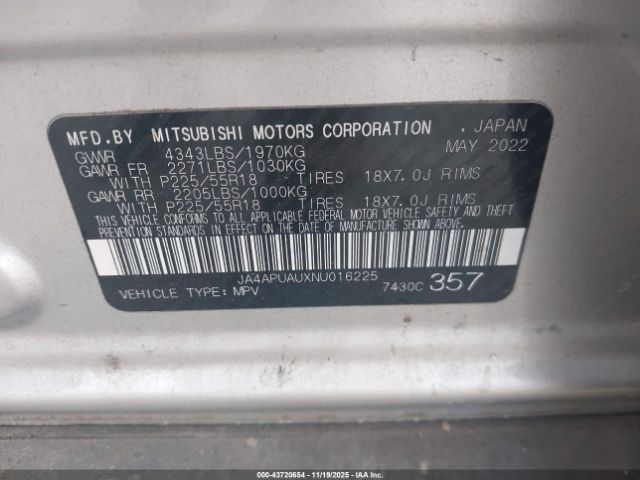 MFD.BY MITSUBISHI MOTORS CORPORATION , JAPAN
GVWR 4343LBS/1970KG MAY 2022
GAWR FR 2271LBS/1030KG
WITH P225/55R18 TIRES 18X7.0J RIMS
GAWR RR 2205LBS/1000KG
WITH P225/55R18 TIRES 18X7.0J RIMS
THIS VEHICLE CONFORMS TO ALL APPLICABLE FEDERAL MOTOR VEHICLE SAFETY AND THEFT
PREVENTION STANDARDS IN EFFECT ON THE DATE OF MANUFACTURE SHOWN ABOVE.
JA4APUAUXNU016225
VEHICLE TYPE: MPV 7430C 357
© IAA-43720654 | 11/19/2025 - IAAI.COM